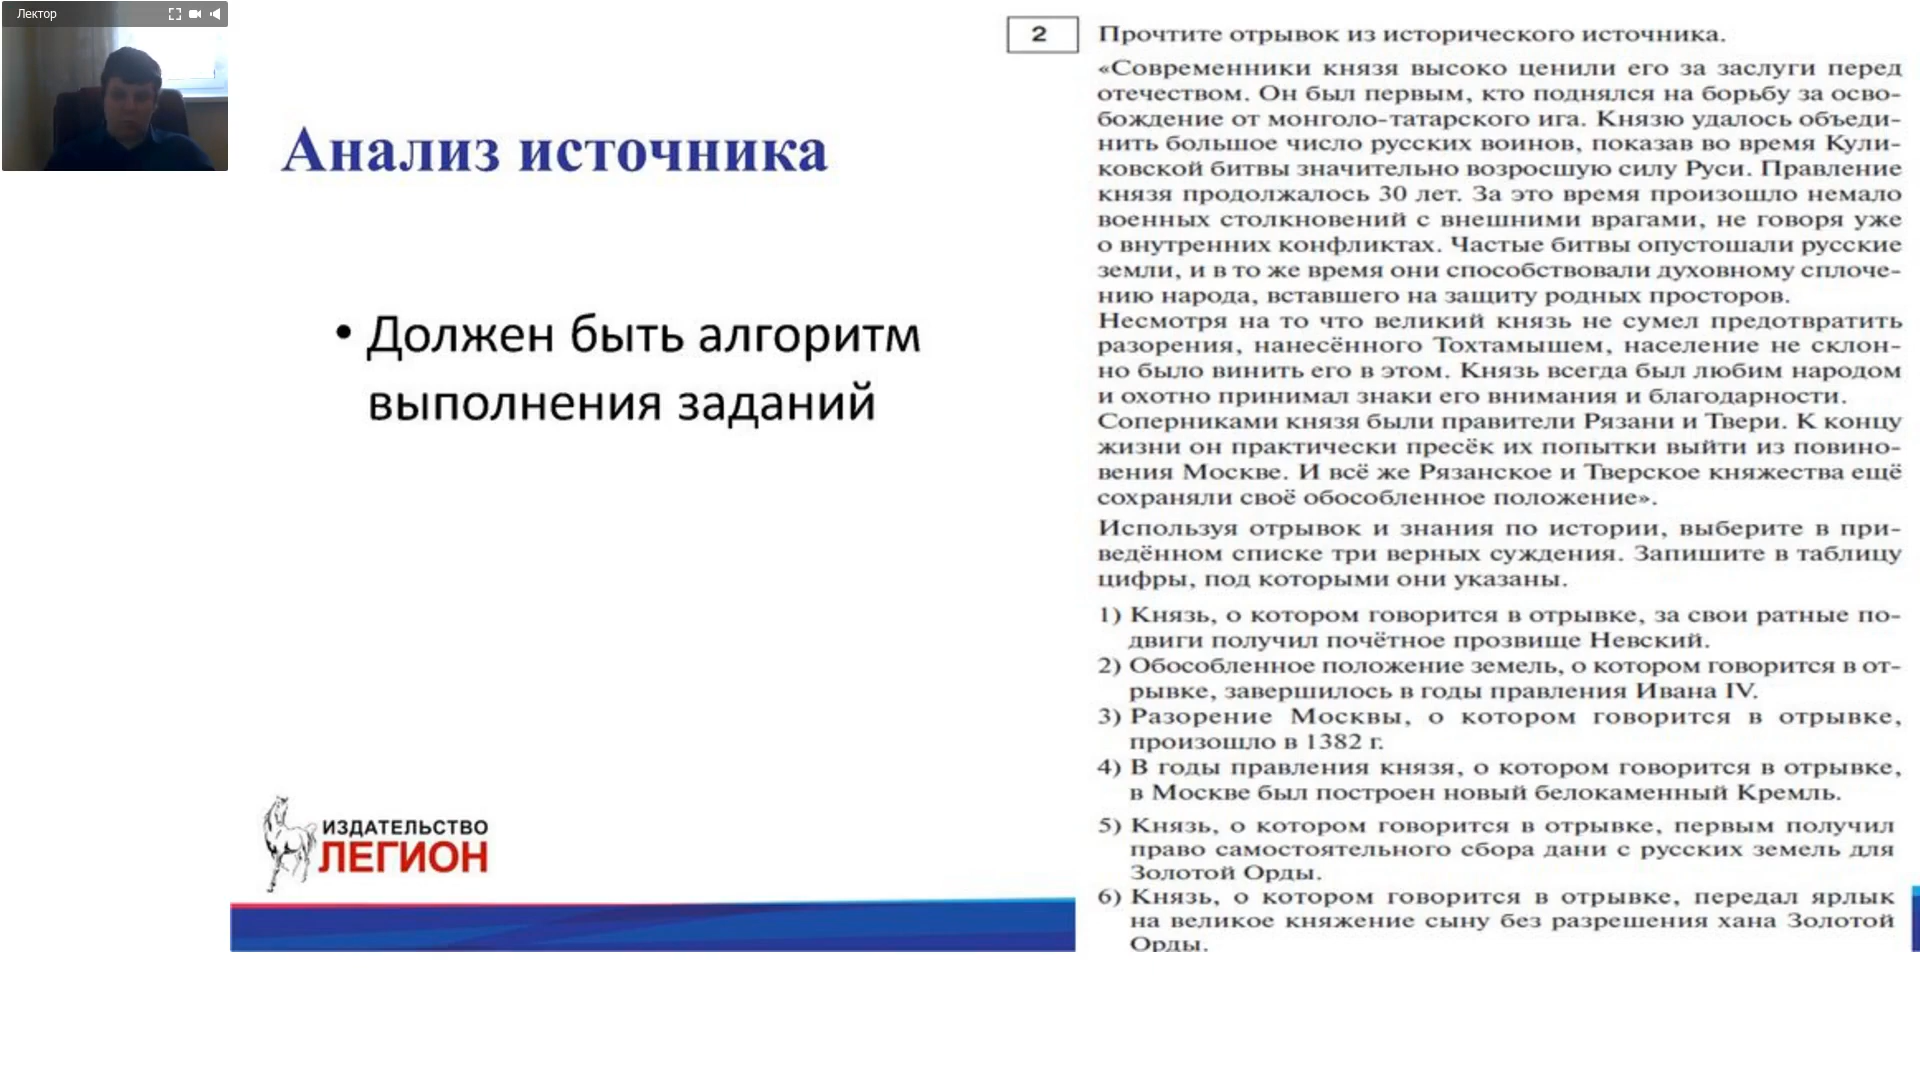 Лектор
Анализ источника
• Должен быть алгоритм
выполнения заданий
ИЗДАТЕЛЬСТВО
ЛЕГИОН
2
Прочтите отрывок из исторического источника.
«Современники князя высоко ценили его за заслуги перед
отечеством. Он был первым, кто поднялся на борьбу за осво-
бождение от монголо-татарского ига. Князю удалось объеди-
нить большое число русских воинов, показав во время Кули-
ковской битвы значительно возросшую силу Руси. Правление
князя продолжалось 30 лет. За это время произошло немало
военных столкновений с внешними врагами, не говоря уже
о внутренних конфликтах. Частые битвы опустошали русские
земли, и в то же время они способствовали духовному сплоче-
нию народа, вставшего на защиту родных просторов.
Несмотря на то что великий князь не сумел предотвратить
разорения, нанесённого Тохтамышем, население не склон-
но было винить его в этом. Князь всегда был любим народом
и охотно принимал знаки его внимания и благодарности.
Соперниками князя были правители Рязани и Твери. К концу
жизни он практически пресёк их попытки выйти из повино-
вения Москве. И всё же Рязанское и Тверское княжества ещё
сохраняли своё обособленное положение».
Используя отрывок и знания по истории, выберите в при-
ведённом списке три верных суждения. Запишите в таблицу
цифры, под которыми они указаны.
1) Князь, о котором говорится в отрывке, за свои ратные по-
двиги получил почётное прозвище Невский.
2) Обособленное положение земель, о котором говорится в от-
рывке, завершилось в годы правления Ивана IV.
3) Разорение Москвы, о котором говорится в отрывке,
произошло в 1382 г.
4) В годы правления князя, о котором говорится в отрывке,
в Москве был построен новый белокаменный Кремль.
5) Князь, о котором говорится в отрывке, первым получил
право самостоятельного сбора дани с русских земель для
Золотой Орды.
6) Князь, о котором говорится в отрывке, передал ярлык
на великое княжение сыну без разрешения хана Золотой
Орды.